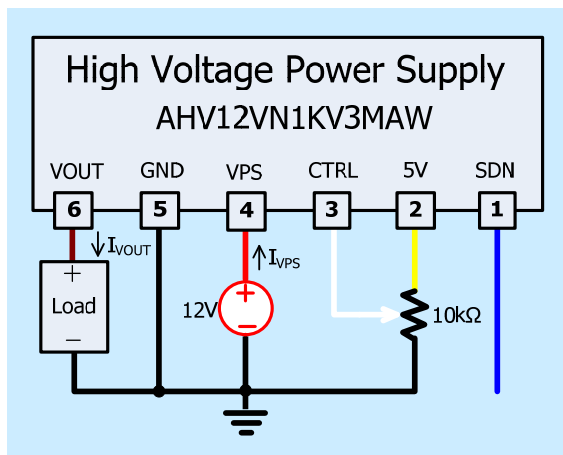 High Voltage Power Supply
AHV12VN1KV3MAW
VOUT GND VPS CTRL 5V SDN
6 5 4 3 2 1
IVOUT IVPS
+ +
Load 12V 10kΩ
− −